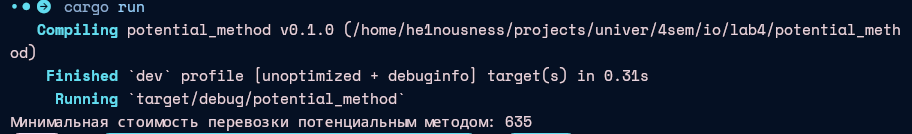 cargo run
Compiling potential_method v0.1.0 (/home/he1nousness/projects/univer/4sem/io/lab4/potential_meth
od)
Finished `dev` profile [unoptimized + debuginfo] target(s) in 0.31s
Running `target/debug/potential_method`
Минимальная стоимость перевозки потенциальным методом: 635